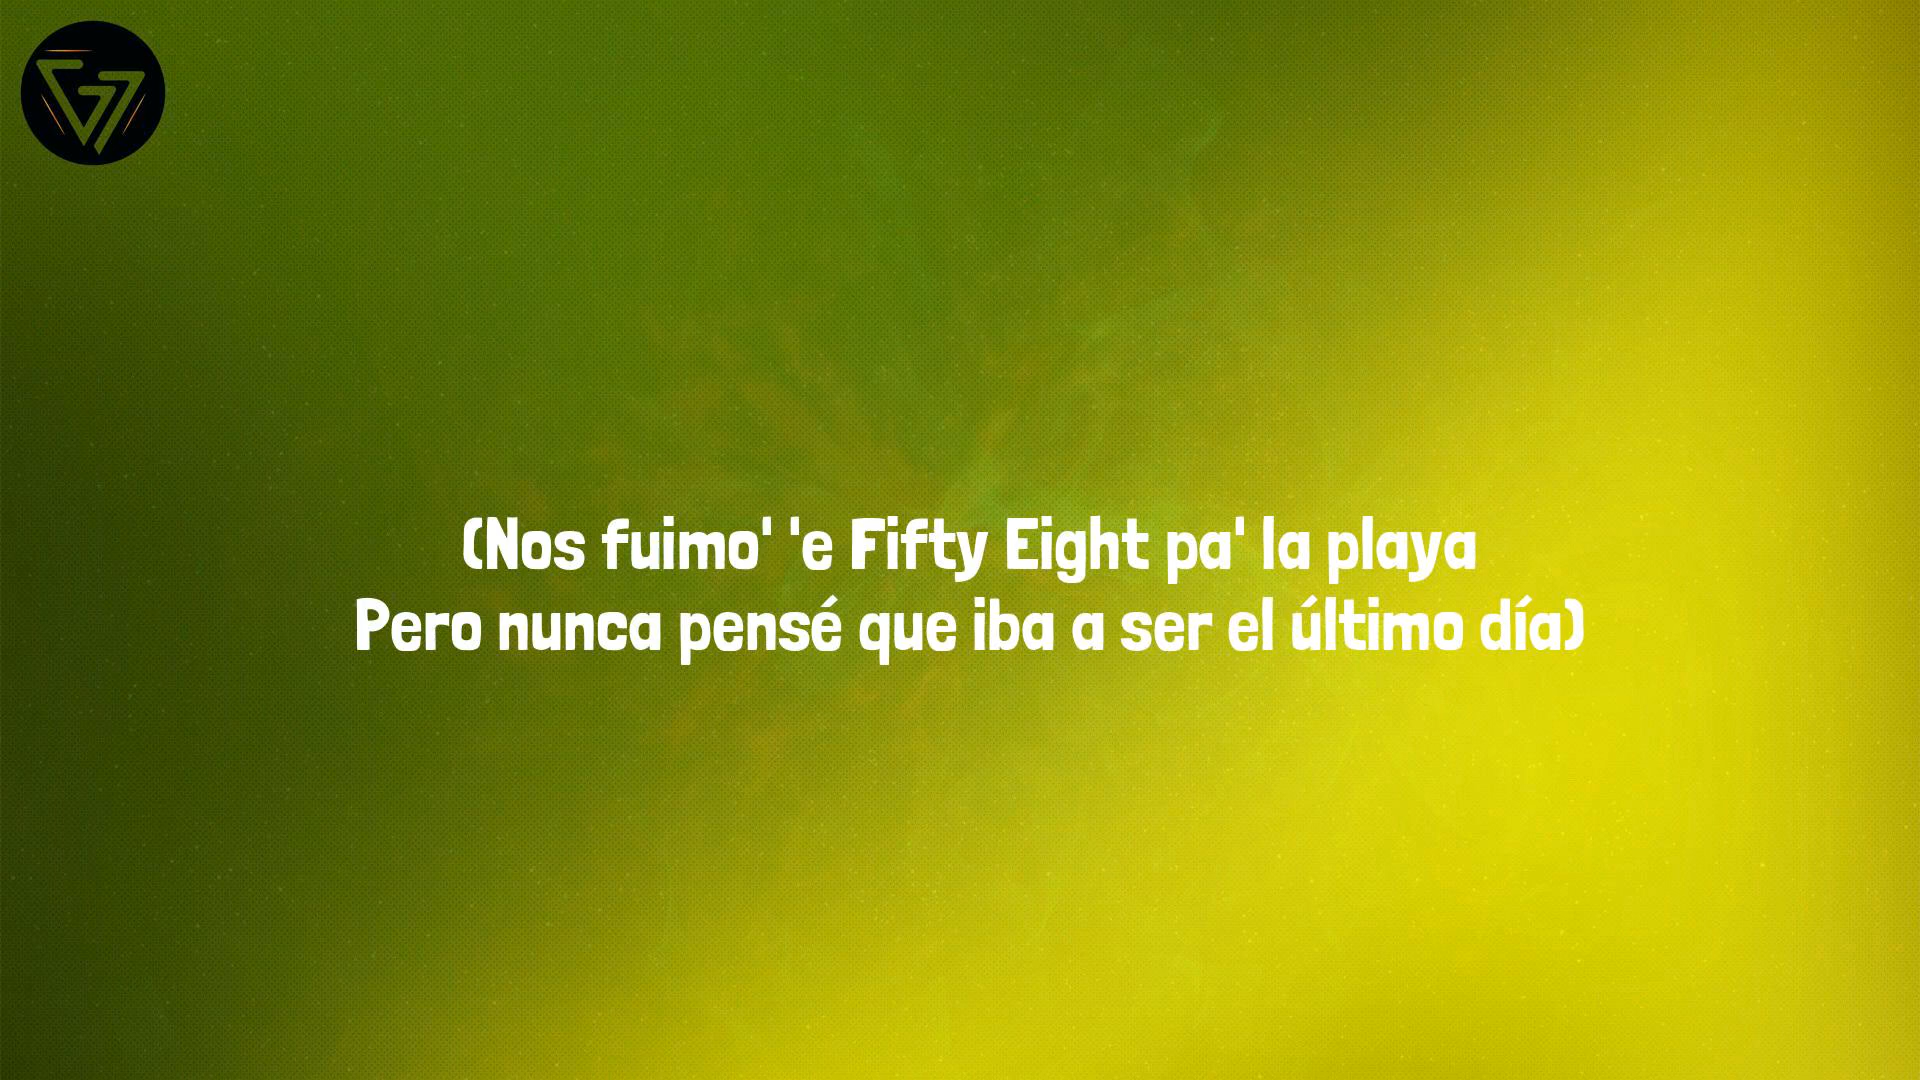 (Nos fuimo' 'e Fifty Eight pa' la playa
Pero nunca pensé que iba a ser el último día)